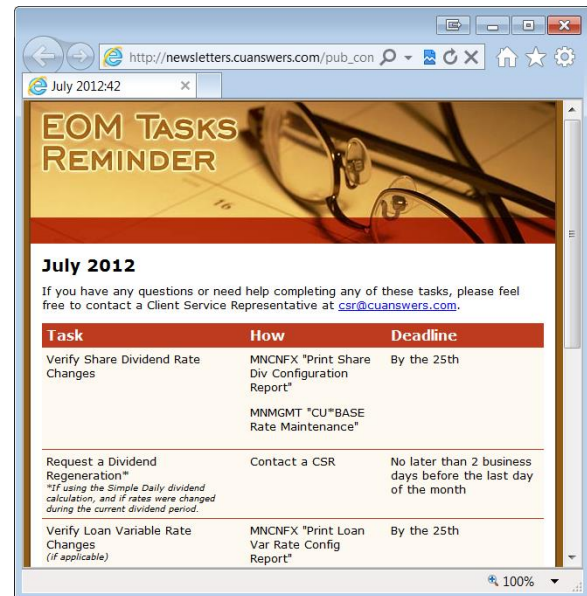 http://newsletters.cuanswers.com/pub_con
July 2012:42
EOM TASKS
REMINDER
16
July 2012
If you have any questions or need help completing any of these tasks, please feel
free to contact a Client Service Representative at csr@cuanswers.com.
Task How Deadline
Verify Share Dividend Rate MNCNFX "Print Share By the 25th
Changes Div Configuration
Report"
MNMGMT "CU*BASE
Rate Maintenance"
Request a Dividend Contact a CSR No later than 2 business
Regeneration* days before the last day
*If using the Simple Daily dividend of the month
calculation, and if rates were changed
during the current dividend period.
Verify Loan Variable Rate MNCNFX "Print Loan By the 25th
Changes Var Rate Config
(if applicable) Report"
100%